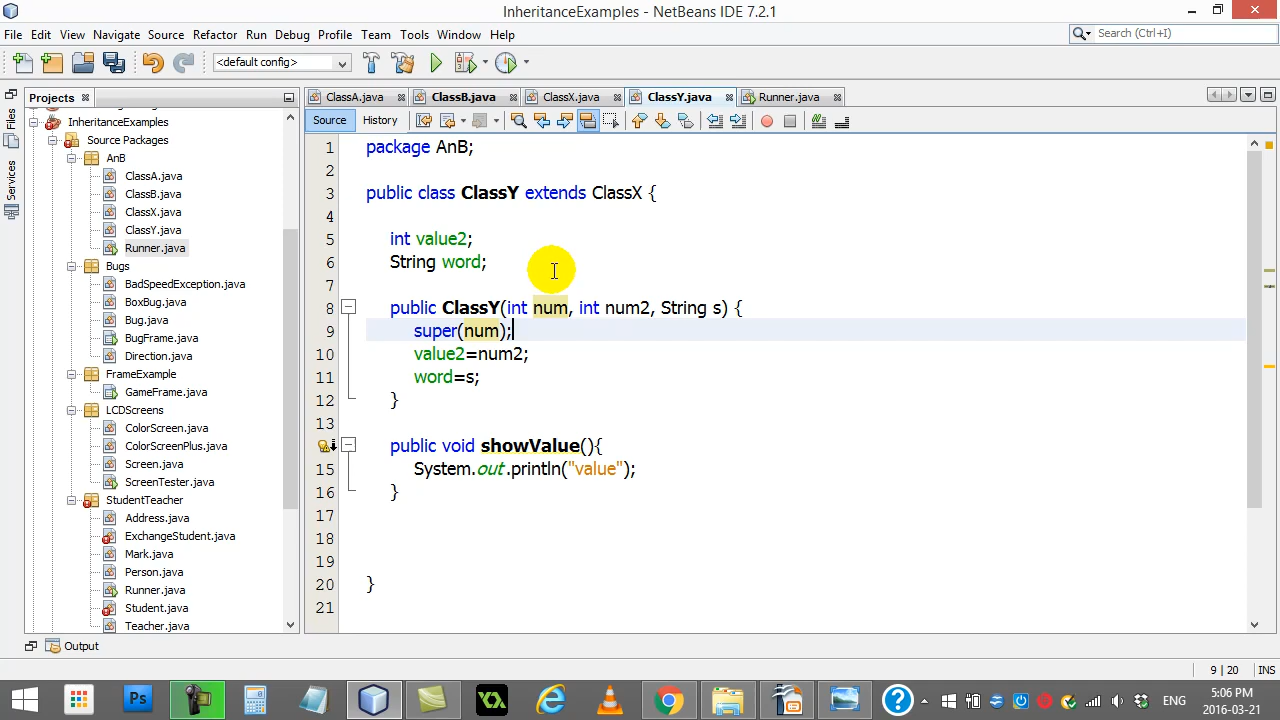 InheritanceExamples - NetBeans IDE 7.2.1
File Edit View Navigate Source Refactor Run Debug Profile Team Tools Window Help
Search (Ctrl+I)
<default config>
Files
Services
Projects
InheritanceExamples
Source Packages
AnB
ClassA.java
ClassB.java
ClassX.java
ClassY.java
Runner.java
Bugs
BadSpeedException.java
BoxBug.java
Bug.java
BugFrame.java
Direction.java
FrameExample
GameFrame.java
LCDScreens
ColorScreen.java
ColorScreenPlus.java
Screen.java
ScreenTester.java
StudentTeacher
Address.java
ExchangeStudent.java
Mark.java
Person.java
Runner.java
Student.java
Teacher.java
ClassA.java ClassB.java ClassX.java ClassY.java Runner.java
Source History
1 package AnB;
2
3 public class ClassY extends ClassX {
4
5 int value2;
6 String word;
7
8 public ClassY(int num, int num2, String s) {
9 super(num);
10 value2=num2;
11 word=s;
12 }
13
public void showValue(){
15 System.out.println("value");
16 }
17
18
19
20 }
21
Output
9 | 20 INS
Ps
ENG
5:06 PM
2016-03-21